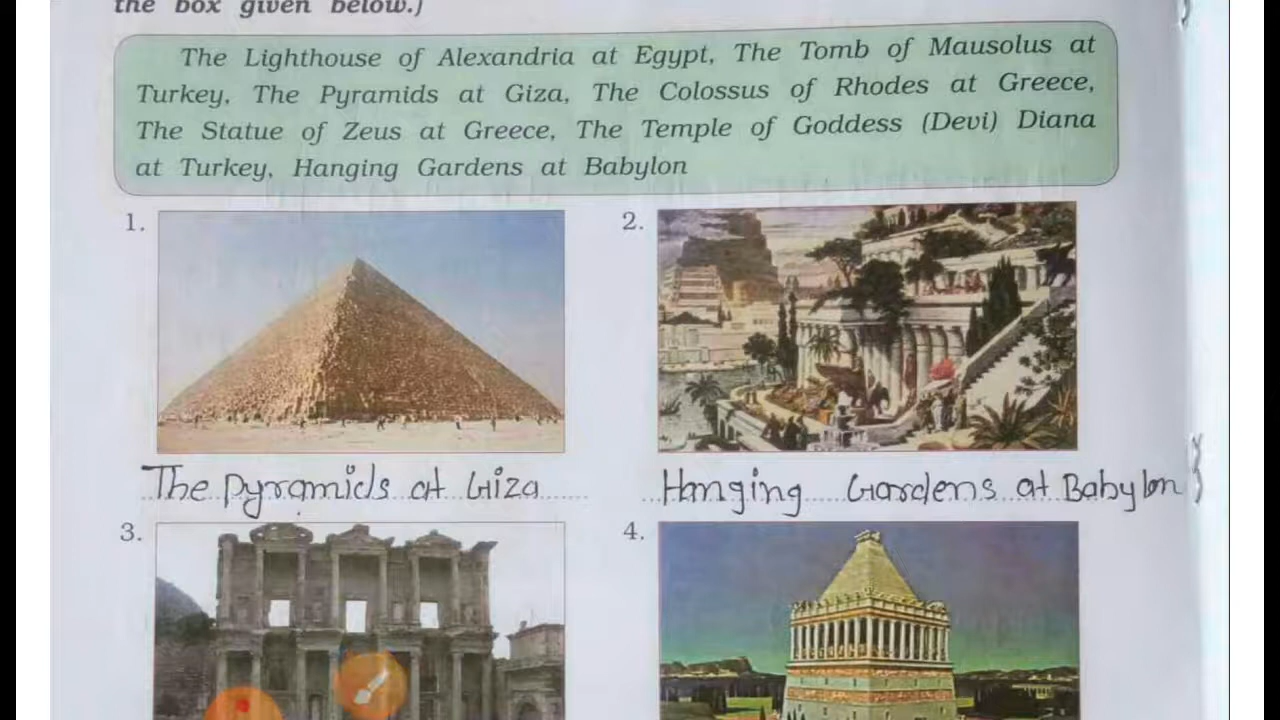 the box given below.)
The Lighthouse of Alexandria at Egypt, The Tomb of Mausolus at
Turkey, The Pyramids at Giza, The Colossus of Rhodes at Greece,
The Statue of Zeus at Greece, The Temple of Goddess (Devi) Diana
at Turkey, Hanging Gardens at Babylon
1.
2.
The Pyramids at Giza
Hanging Gardens at Babylon
3.
4.